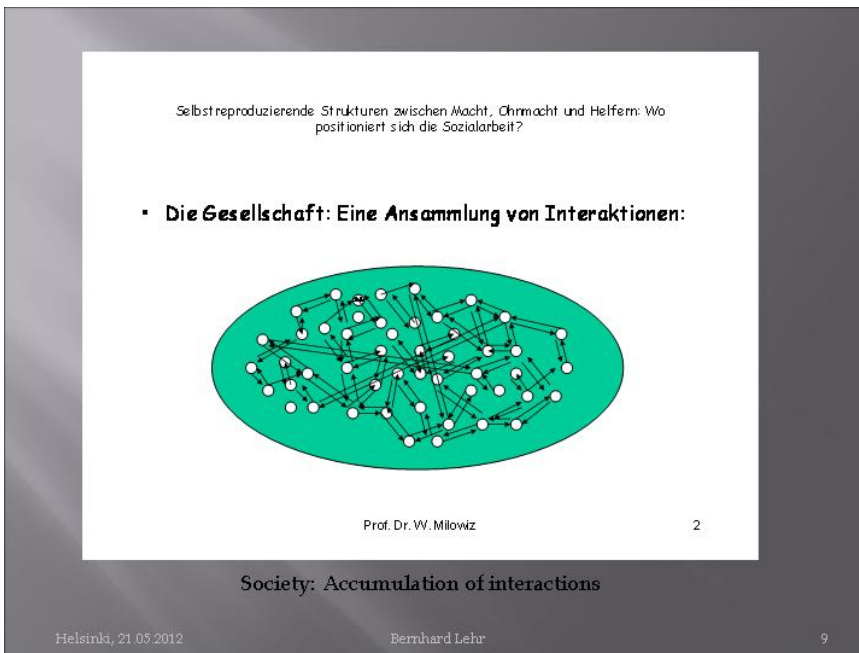 Selbstreproduzierende Strukturen zwischen Macht, Ohnmacht und Helfern: Wo
positioniert sich die Sozialarbeit?
• Die Gesellschaft: Eine Ansammlung von Interaktionen:
Prof. Dr. W. Milowiz
2
Society: Accumulation of interactions
Helsinki, 21.05.2012
Bernhard Lehr
9